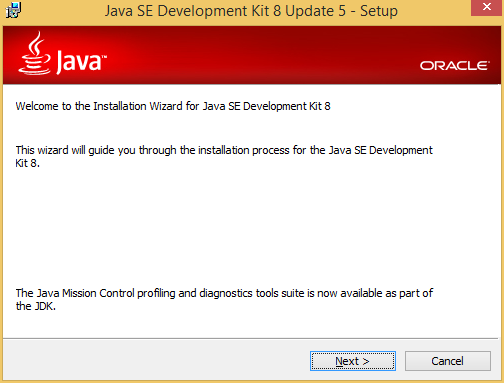 Java SE Development Kit 8 Update 5 - Setup
Java™
ORACLE
Welcome to the Installation Wizard for Java SE Development Kit 8
This wizard will guide you through the installation process for the Java SE Development
Kit 8.
The Java Mission Control profiling and diagnostics tools suite is now available as part of
the JDK.
Next >
Cancel